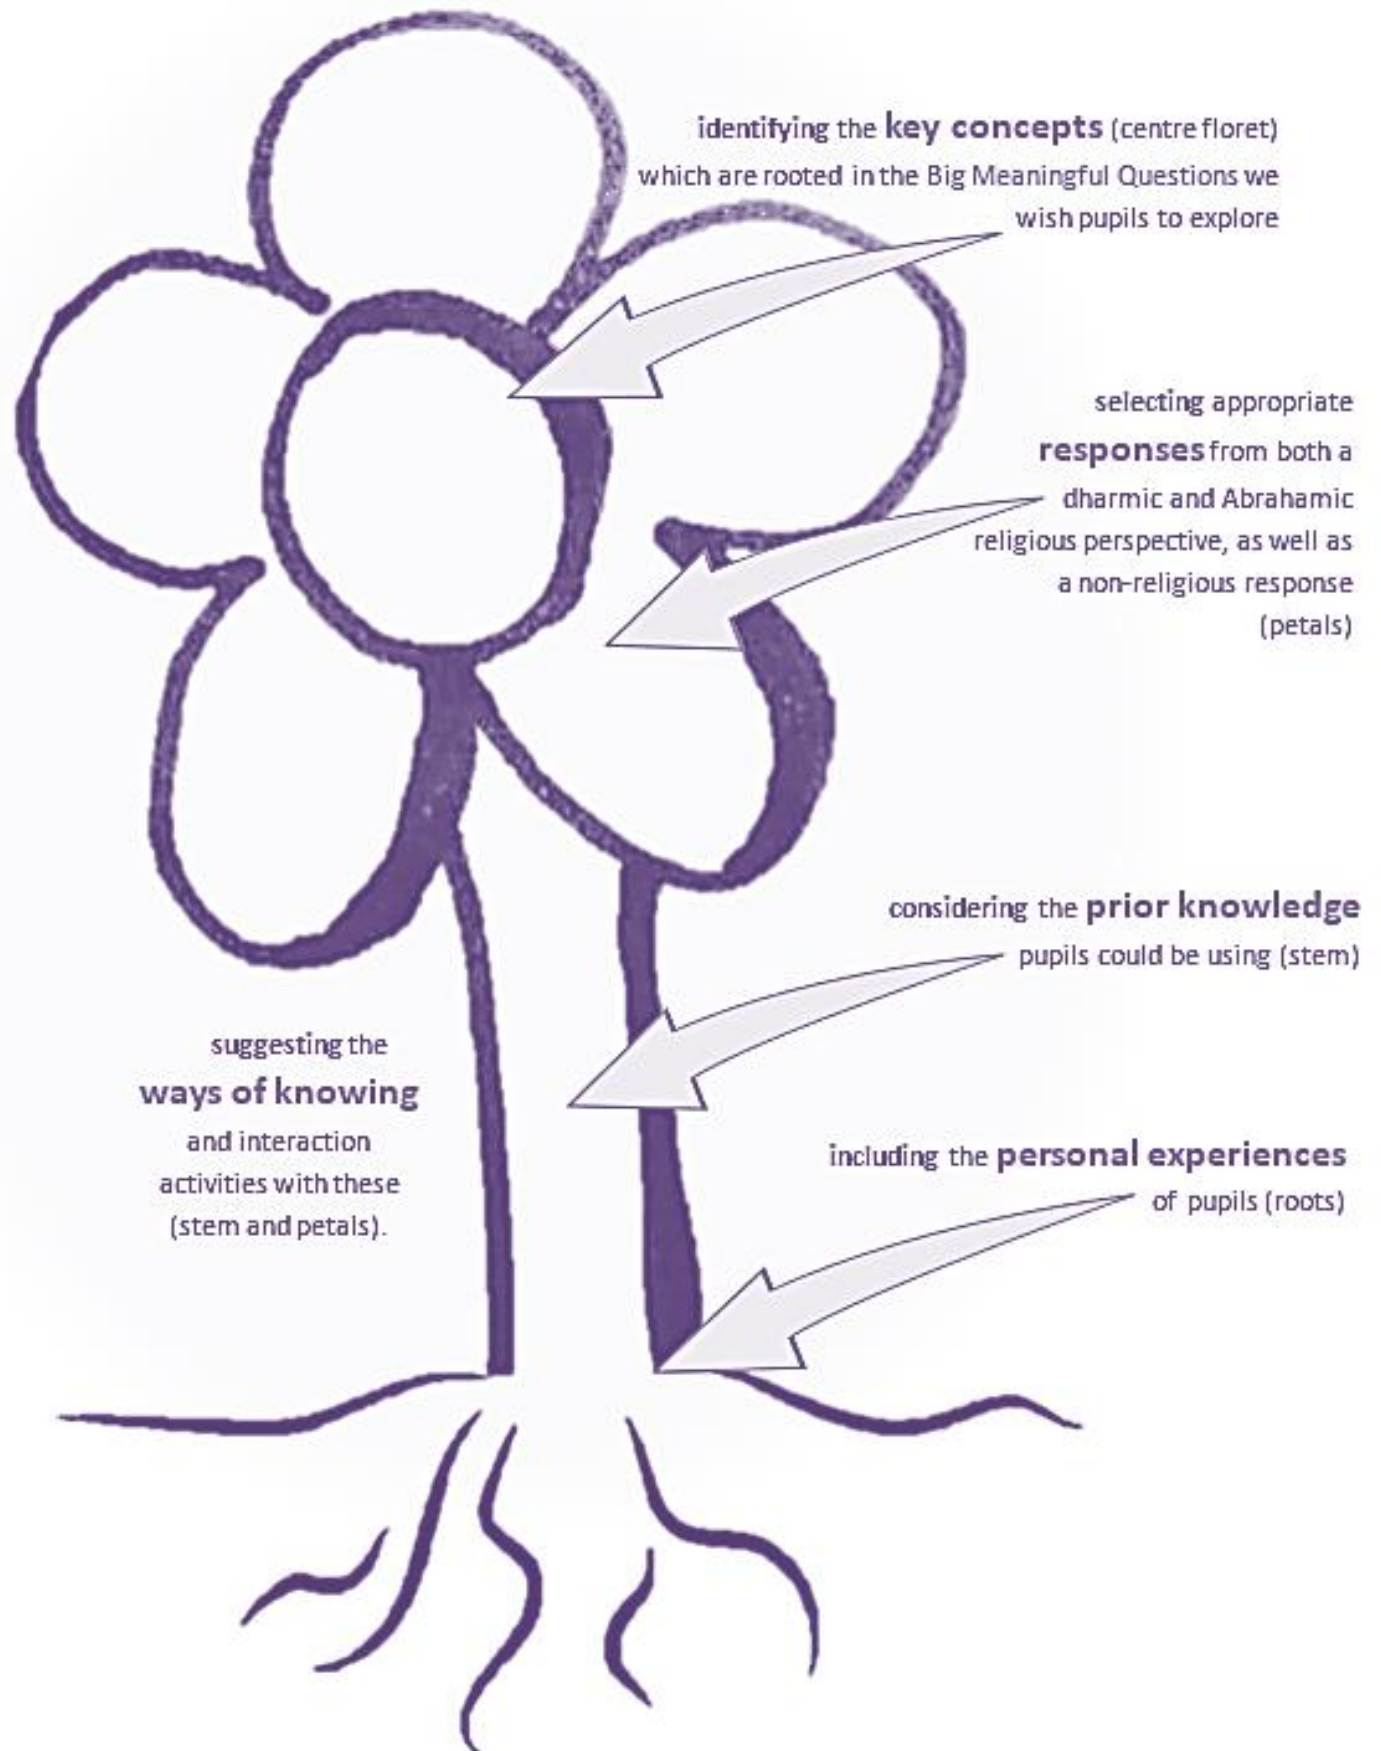 identifying the key concepts (centre floret)
which are rooted in the Big Meaningful Questions we
wish pupils to explore
selecting appropriate
responses from both a
dharmic and Abrahamic
religious perspective, as well as
a non-religious response
(petals)
considering the prior knowledge
pupils could be using (stem)
suggesting the
ways of knowing
and interaction
activities with these
(stem and petals).
including the personal experiences
of pupils (roots)